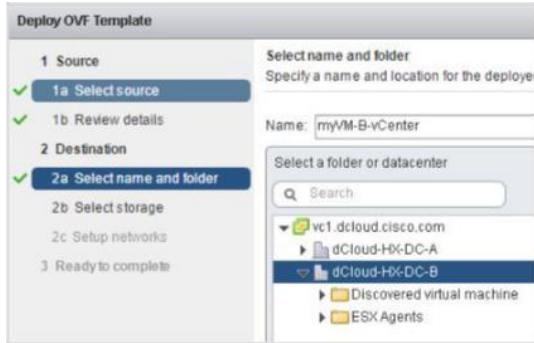 Deploy OVF Template
1 Source
1a Select source
1b Review details
2 Destination
2a Select name and folder
2b Select storage
2c Setup networks
3 Ready to complete
Select name and folder
Specify a name and location for the deploye
Name: myVM-B-vCenter
Select a folder or datacenter
Search
vc1.dcloud.cisco.com
dCloud-HX-DC-A
dCloud-HX-DC-B
Discovered virtual machine
ESX Agents